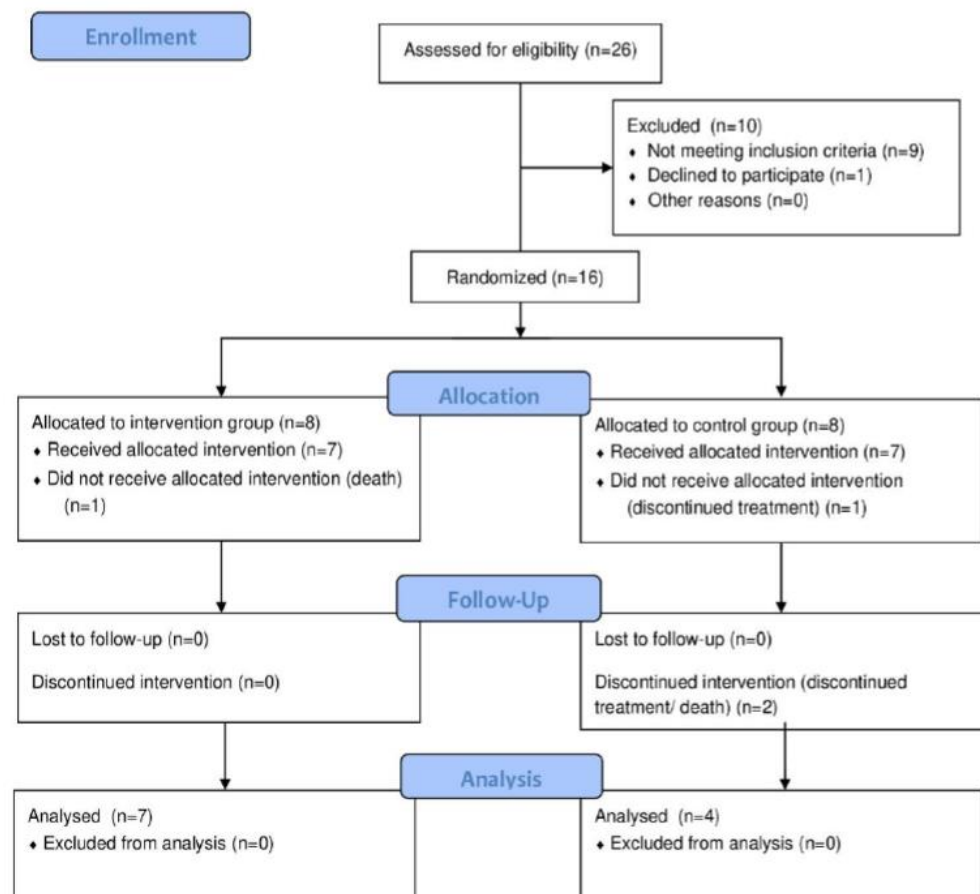 Enrollment
Assessed for eligibility (n=26)
Excluded (n=10)
♦ Not meeting inclusion criteria (n=9)
♦ Declined to participate (n=1)
♦ Other reasons (n=0)
Randomized (n=16)
Allocation
Allocated to intervention group (n=8)
♦ Received allocated intervention (n=7)
♦ Did not receive allocated intervention (death)
(n=1)
Allocated to control group (n=8)
♦ Received allocated intervention (n=7)
♦ Did not receive allocated intervention
(discontinued treatment) (n=1)
Follow-Up
Lost to follow-up (n=0)
Discontinued intervention (n=0)
Lost to follow-up (n=0)
Discontinued intervention (discontinued
treatment/ death) (n=2)
Analysis
Analysed (n=7)
♦ Excluded from analysis (n=0)
Analysed (n=4)
♦ Excluded from analysis (n=0)